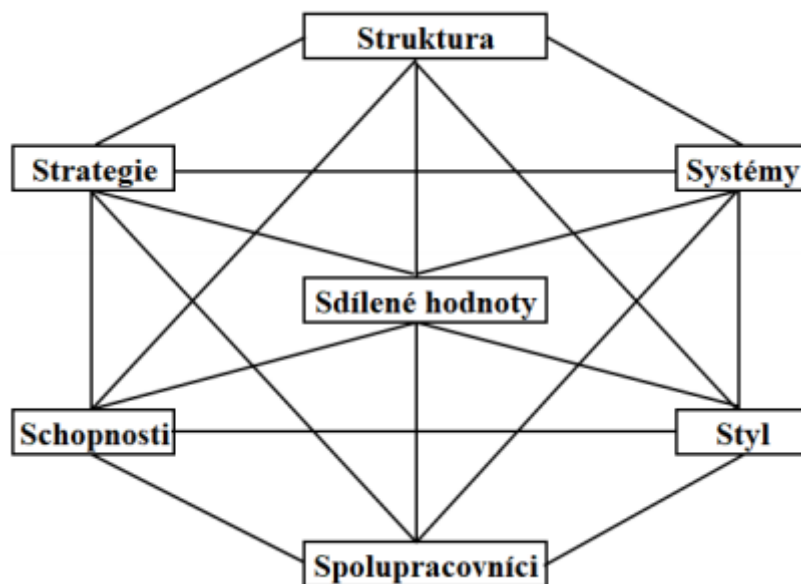 Struktura
Strategie
Systémy
Sdílené hodnoty
Schopnosti
Styl
Spolupracovníci